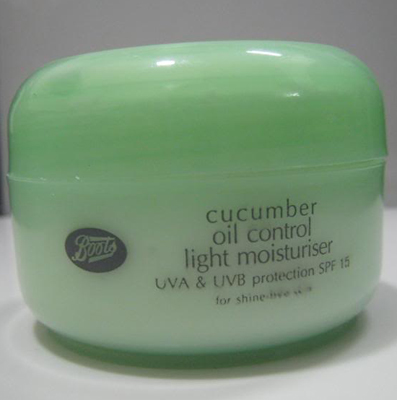 Boots
cucumber
oil control
light moisturiser
UVA & UVB protection SPF 15
for shine-free skin